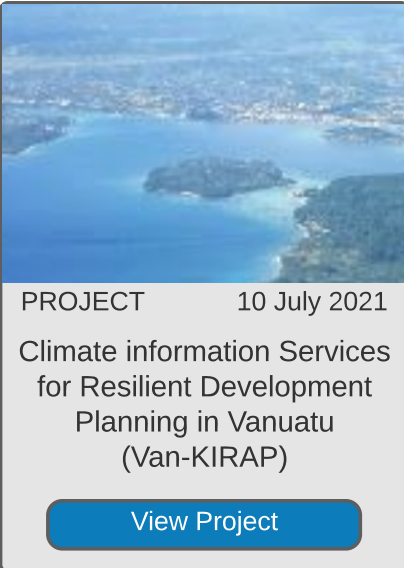 PROJECT 10 July 2021
Climate information Services
for Resilient Development
Planning in Vanuatu
(Van-KIRAP)
View Project